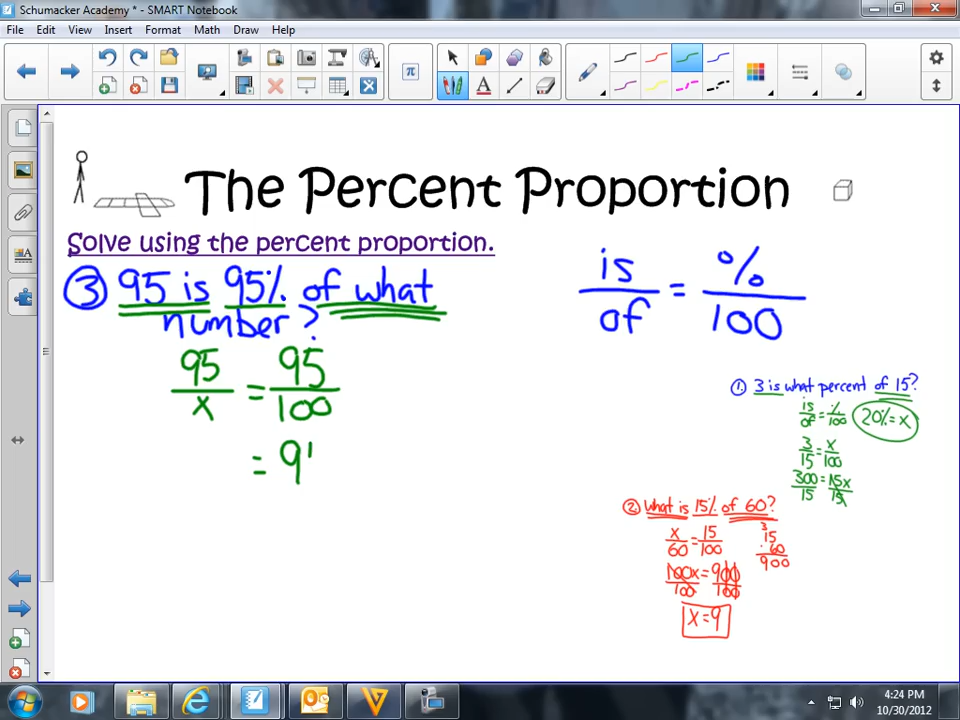 Schumacker Academy * - SMART Notebook
File Edit View Insert Format Math Draw Help
The Percent Proportion
Solve using the percent proportion.
③ 95 is 95% of what
number?
95/x = 95/100
= 9
is/of = %/100
1. 3 is what percent of 15?
is/of = %/100
20% = x
3/15 = x/100
300/15 = 15x/15
② what is 15% of 60?
x/60 = 15/100
3
15
· 60
900
100x/100 = 900/100
x = 9
4:24 PM
10/30/2012